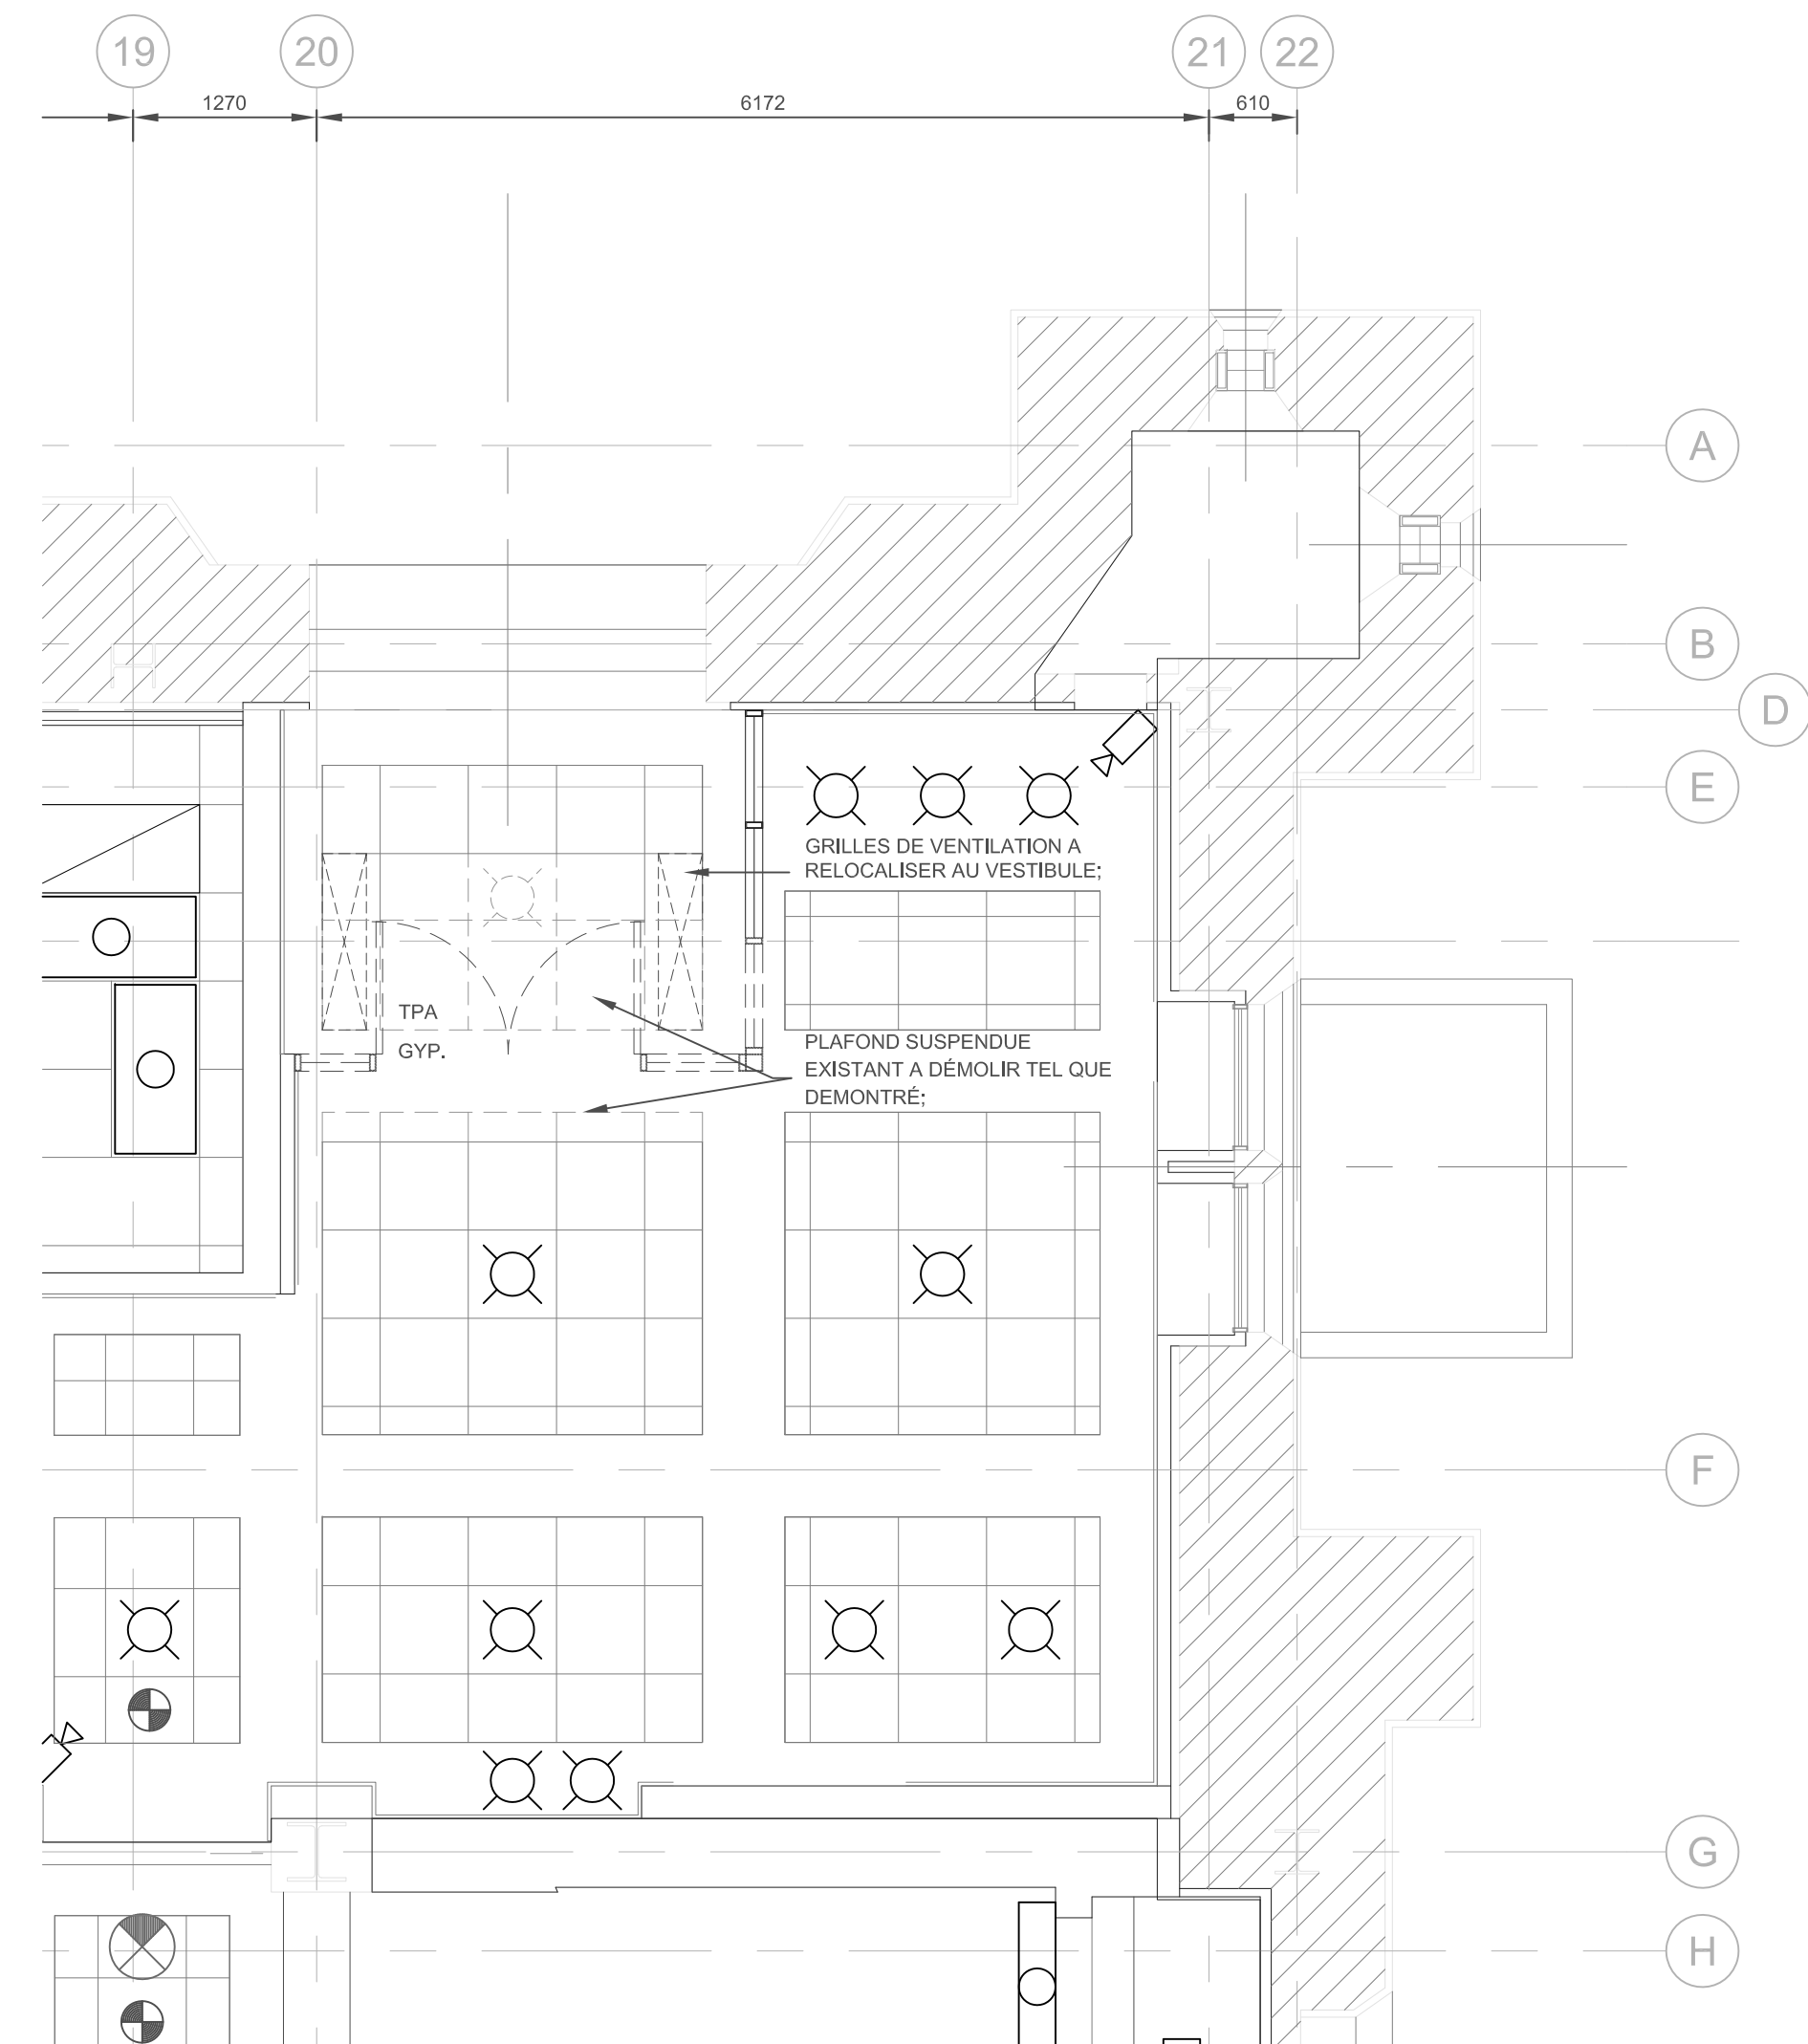 19
20
21
22
1270
6172
610
A
B
D
E
GRILLES DE VENTILATION A
RELOCALISER AU VESTIBULE;
TPA
GYP.
PLAFOND SUSPENDUE
EXISTANT A DÉMOLIR TEL QUE
DEMONTRÉ;
F
G
H